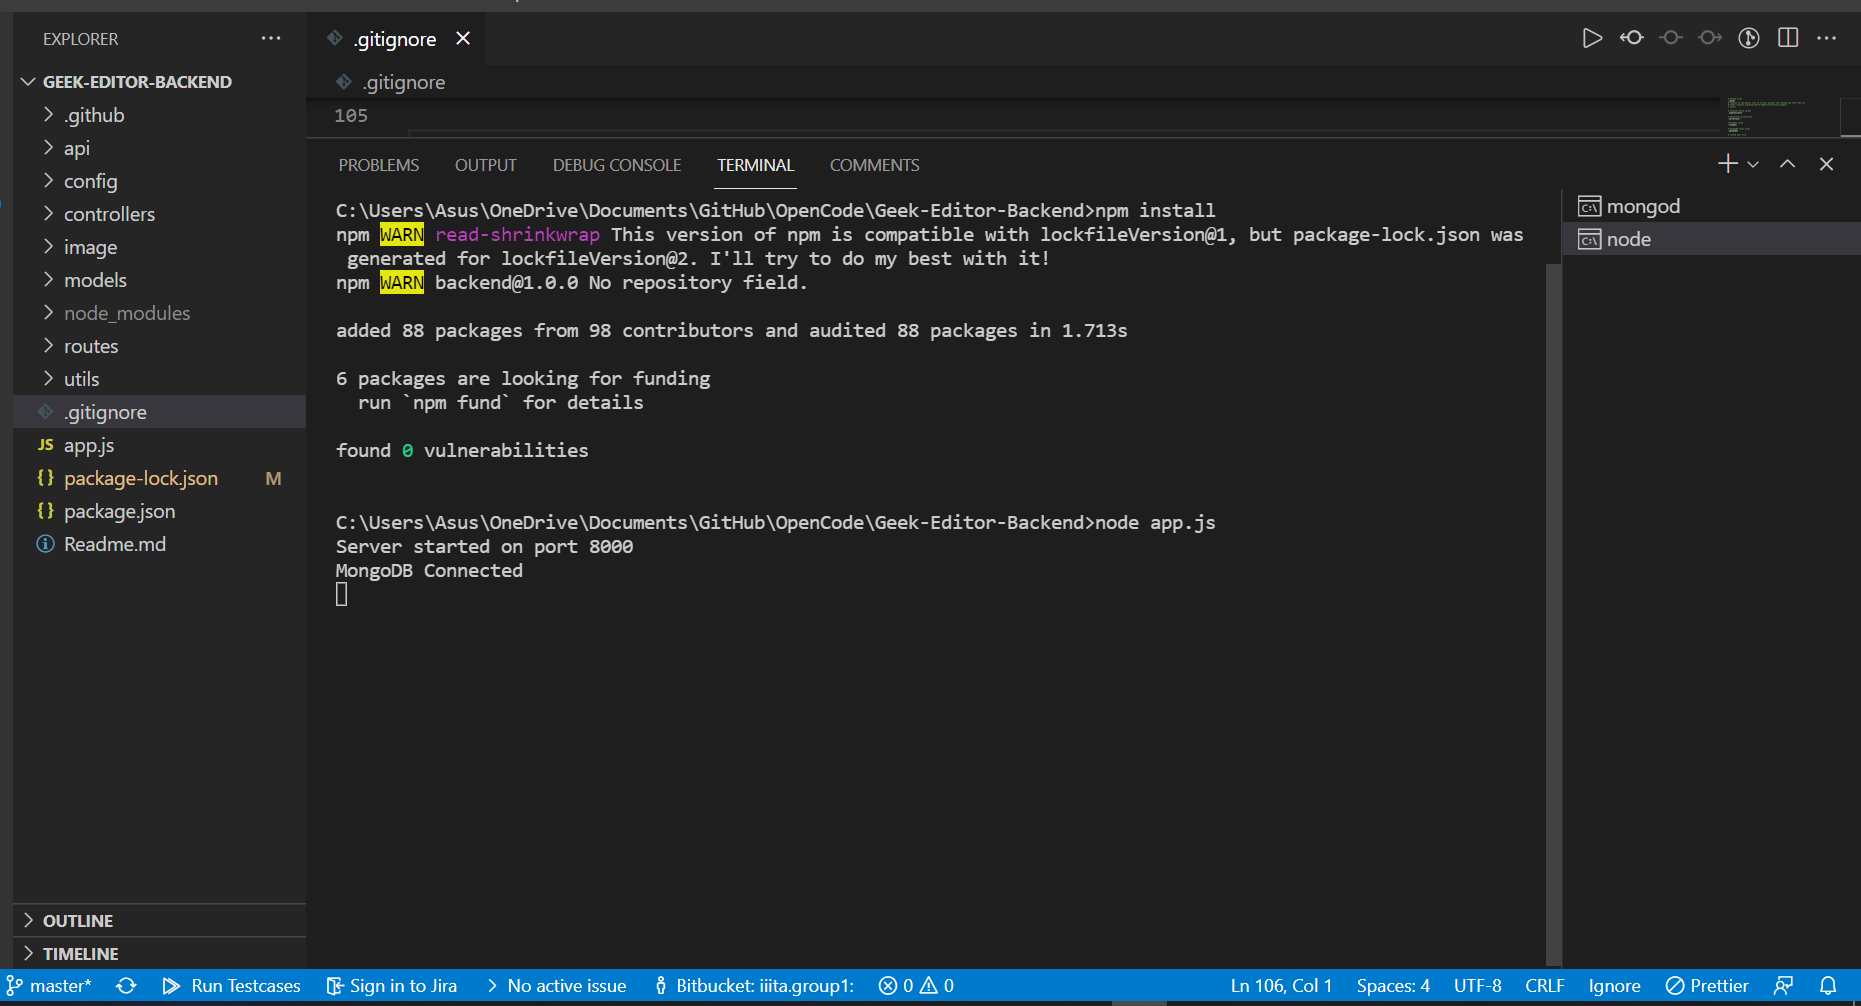 EXPLORER
GEEK-EDITOR-BACKEND
.github
api
config
controllers
image
models
node_modules
routes
utils
.gitignore
JS app.js
{} package-lock.json M
{} package.json
Readme.md
OUTLINE
TIMELINE
.gitignore
.gitignore
105
PROBLEMS OUTPUT DEBUG CONSOLE TERMINAL COMMENTS
C:\Users\Asus\OneDrive\Documents\GitHub\OpenCode\Geek-Editor-Backend>npm install
npm WARN read-shrinkwrap This version of npm is compatible with lockfileVersion@1, but package-lock.json was
generated for lockfileVersion@2. I'll try to do my best with it!
npm WARN backend@1.0.0 No repository field.
added 88 packages from 98 contributors and audited 88 packages in 1.713s
6 packages are looking for funding
run `npm fund` for details
found 0 vulnerabilities
C:\Users\Asus\OneDrive\Documents\GitHub\OpenCode\Geek-Editor-Backend>node app.js
Server started on port 8000
MongoDB Connected
mongod
node
master* Run Testcases Sign in to Jira No active issue Bitbucket: iiita.group1: 0 0 Ln 106, Col 1 Spaces: 4 UTF-8 CRLF Ignore Prettier